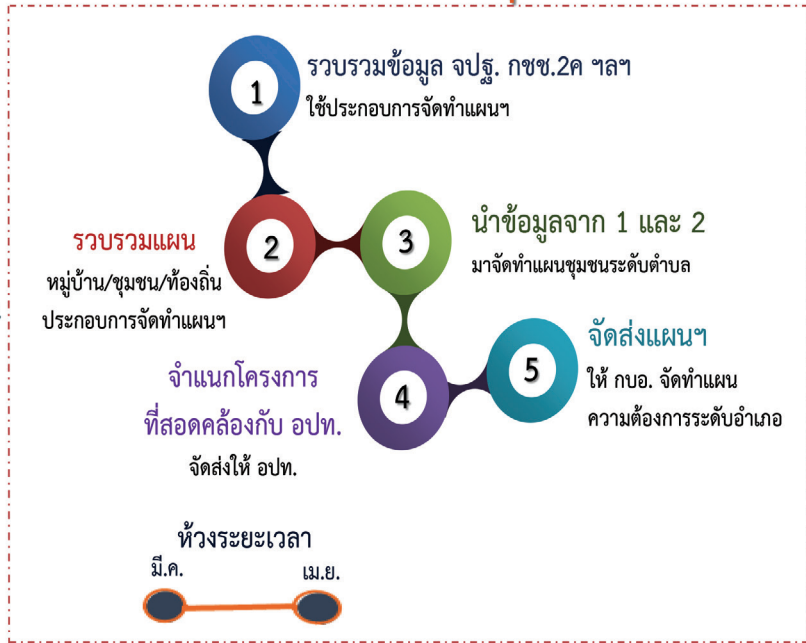 1
รวบรวมข้อมูล จปฐ. กชช.2ค ฯลฯ
ใช้ประกอบการจัดทำแผนฯ
2
รวบรวมแผน
หมู่บ้าน/ชุมชน/ท้องถิ่น
ประกอบการจัดทำแผนฯ
3
นำข้อมูลจาก 1 และ 2
มาจัดทำแผนชุมชนระดับตำบล
4
จำแนกโครงการ
ที่สอดคล้องกับ อปท.
จัดส่งให้ อปท.
5
จัดส่งแผนฯ
ให้ กบอ. จัดทำแผน
ความต้องการระดับอำเภอ
ห้วงระยะเวลา
มี.ค.
เม.ย.